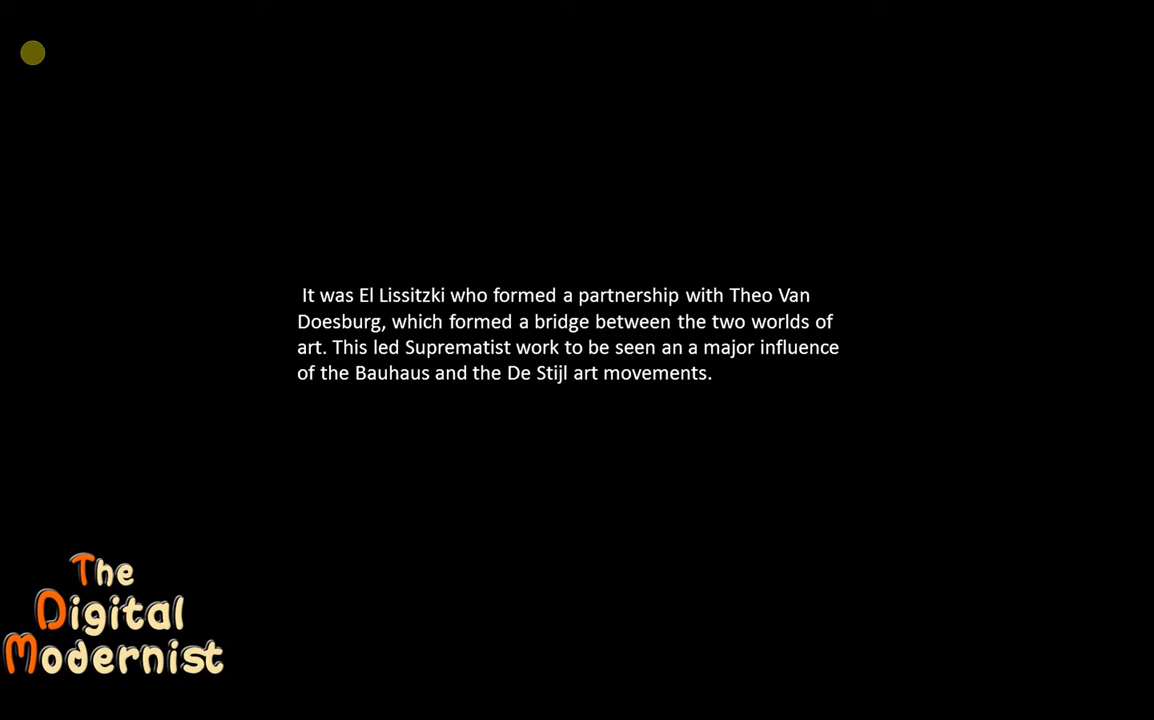 It was El Lissitzki who formed a partnership with Theo Van
Doesburg, which formed a bridge between the two worlds of
art. This led Suprematist work to be seen an a major influence
of the Bauhaus and the De Stijl art movements.
The
Digital
Modernist